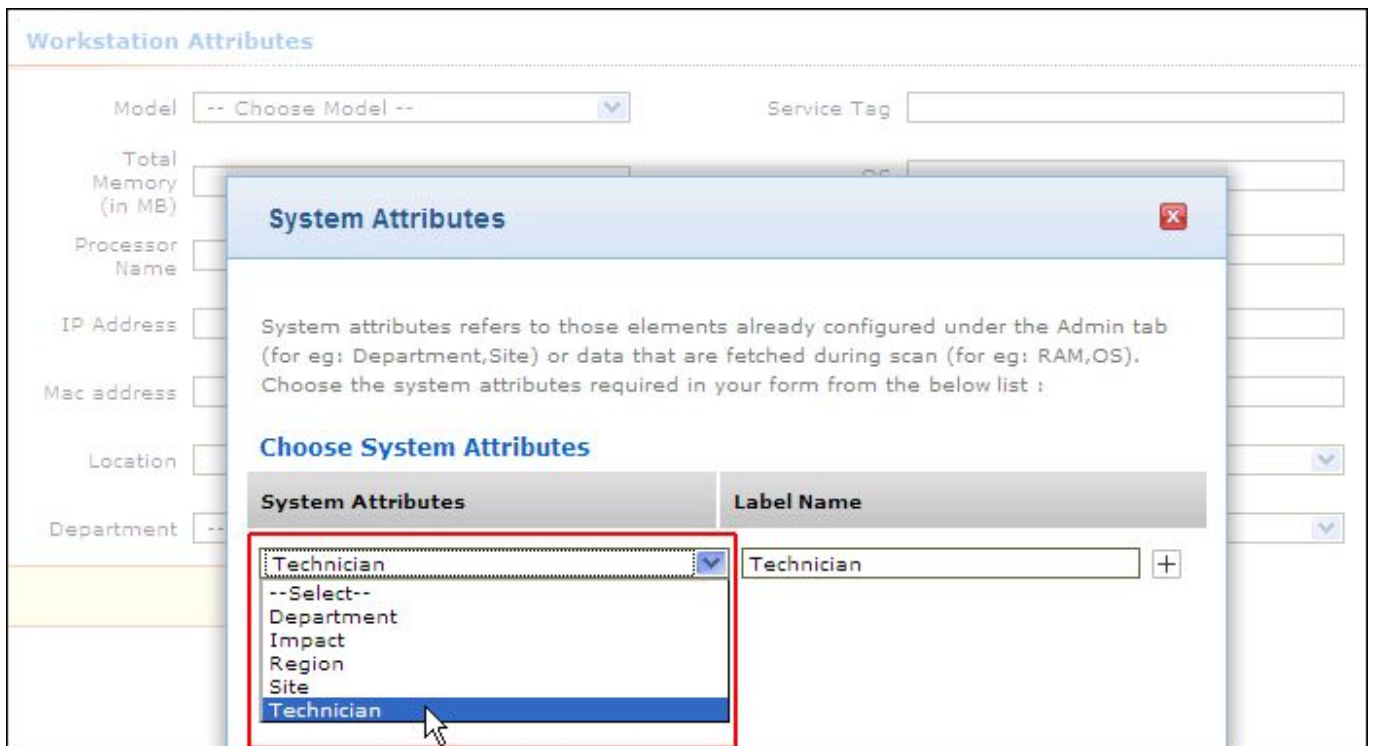 Workstation Attributes
Model -- Choose Model -- Service Tag
Total
Memory
(in MB)
OS
System Attributes
Processor
Name
IP Address
System attributes refers to those elements already configured under the Admin tab
(for eg: Department,Site) or data that are fetched during scan (for eg: RAM,OS).
Choose the system attributes required in your form from the below list :
Mac address
Location
Choose System Attributes
System Attributes Label Name
Department --
Technician Technician +
--Select--
Department
Impact
Region
Site
Technician